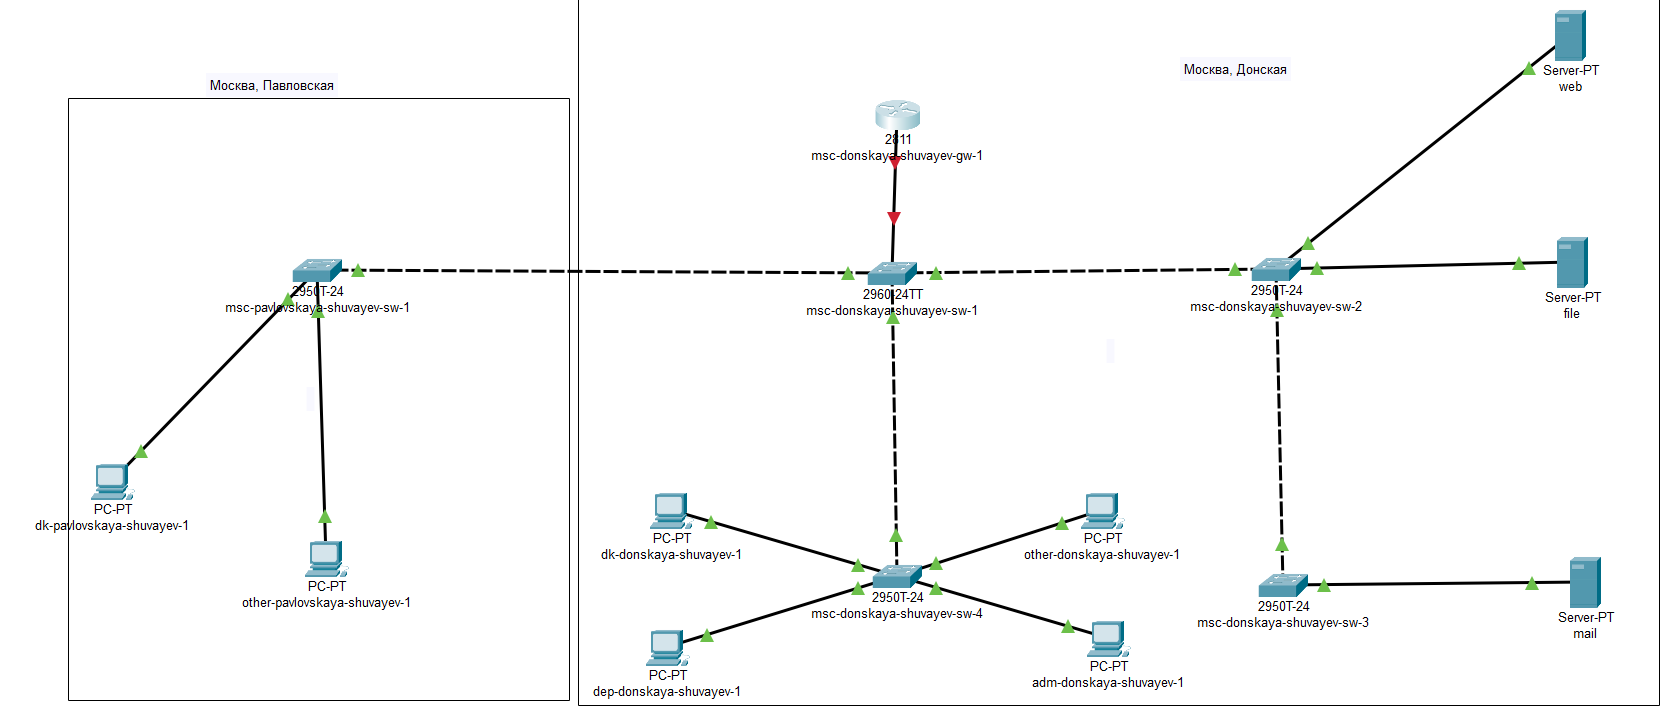 Москва, Павловская
Москва, Донская
Server-PT
web
2811
msc-donskaya-shuvayev-gw-1
2950T-24
msc-pavlovskaya-shuvayev-sw-1
2960-24TT
msc-donskaya-shuvayev-sw-1
2950T-24
msc-donskaya-shuvayev-sw-2
Server-PT
file
PC-PT
dk-pavlovskaya-shuvayev-1
PC-PT
other-pavlovskaya-shuvayev-1
PC-PT
dk-donskaya-shuvayev-1
PC-PT
other-donskaya-shuvayev-1
2950T-24
msc-donskaya-shuvayev-sw-4
2950T-24
msc-donskaya-shuvayev-sw-3
Server-PT
mail
PC-PT
dep-donskaya-shuvayev-1
PC-PT
adm-donskaya-shuvayev-1